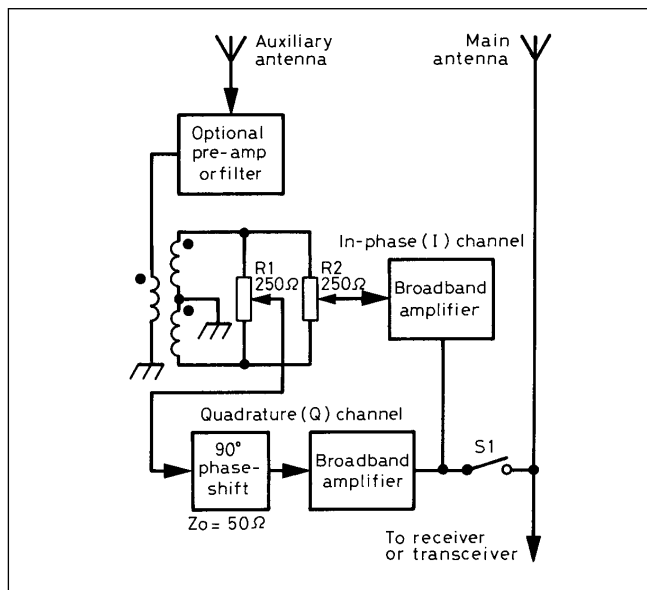 Auxiliary
antenna
Main
antenna
Optional
pre-amp
or filter
In-phase (I) channel
R1
250Ω
R2
250Ω
Broadband
amplifier
Quadrature (Q) channel
90°
phase-
shift
Broadband
amplifier
S1
Zo = 50Ω
To receiver
or transceiver